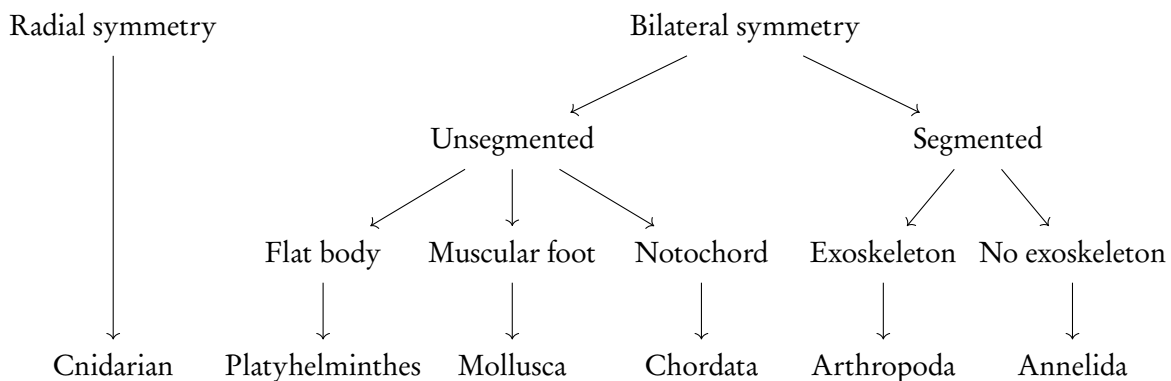 Radial symmetry Bilateral symmetry
Unsegmented Segmented
Flat body Muscular foot Notochord Exoskeleton No exoskeleton
Cnidarian Platyhelminthes Mollusca Chordata Arthropoda Annelida